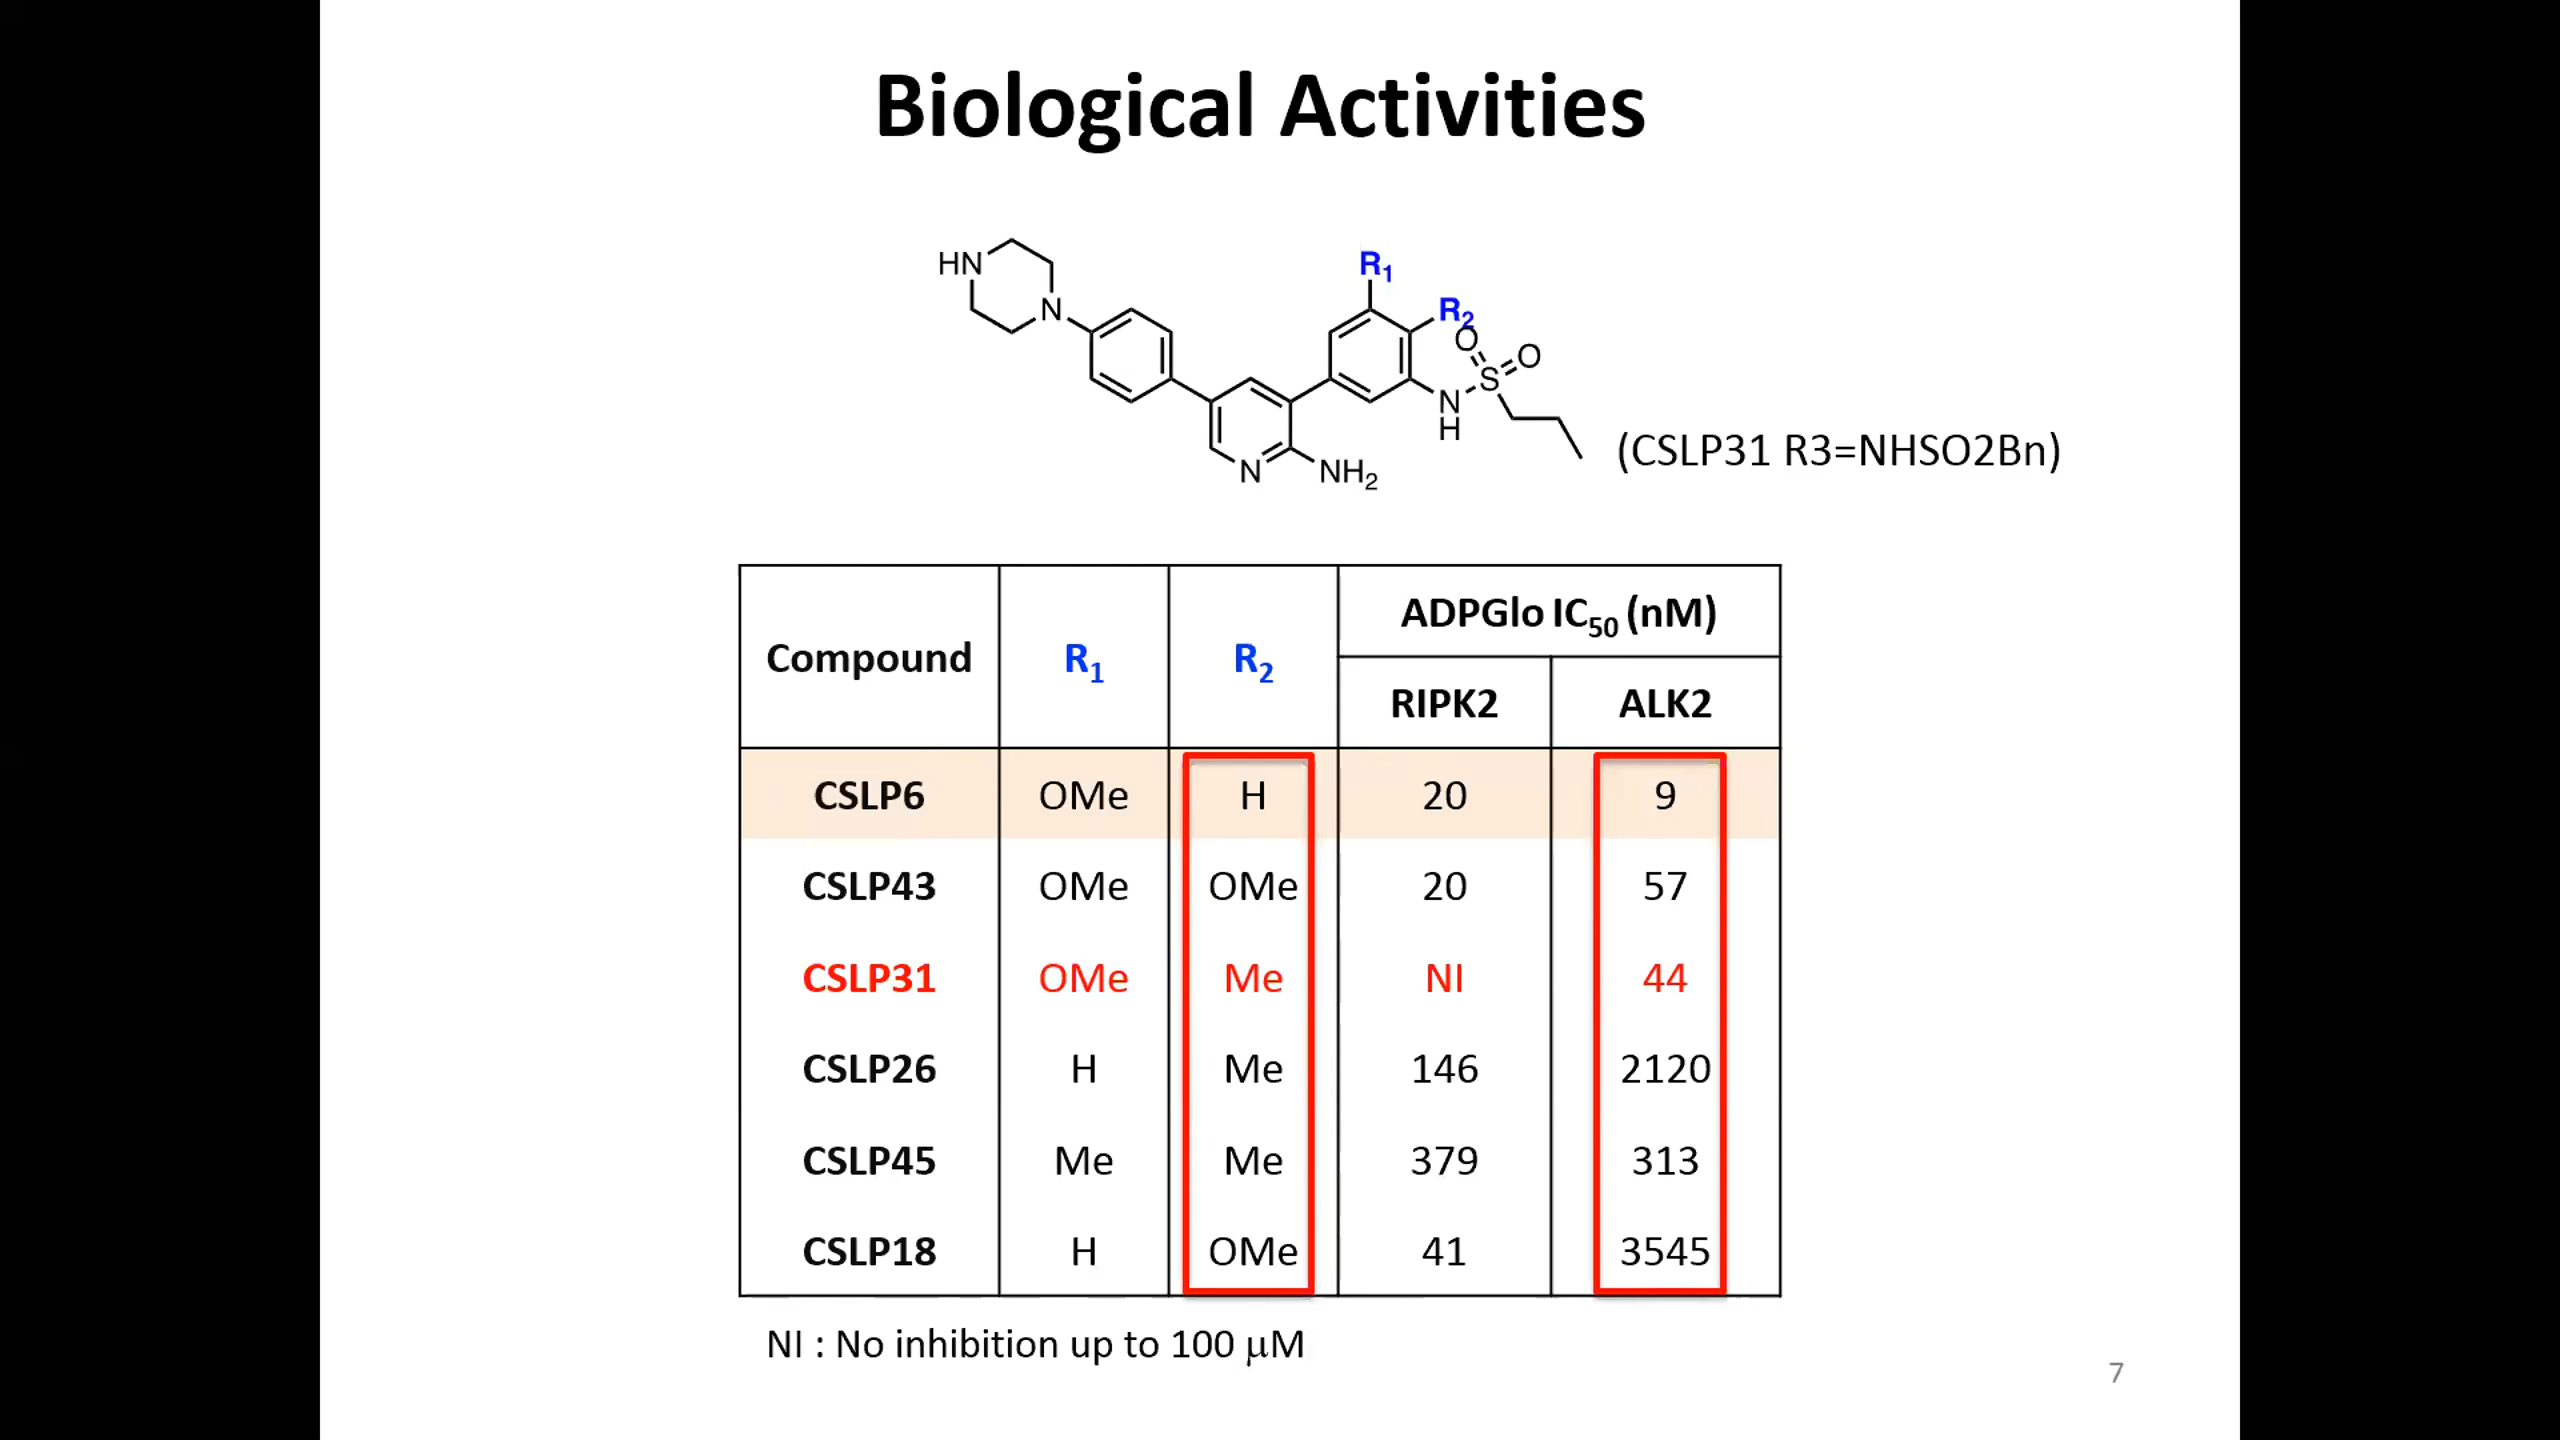 Biological Activities
HN
N
R1
R2
O
O
S
N
H
N
NH2
(CSLP31 R3=NHSO2Bn)
Compound R1 R2 ADPGlo IC50 (nM)
RIPK2 ALK2
CSLP6 OMe H 20 9
CSLP43 OMe OMe 20 57
CSLP31 OMe Me NI 44
CSLP26 H Me 146 2120
CSLP45 Me Me 379 313
CSLP18 H OMe 41 3545
NI : No inhibition up to 100 μM
7